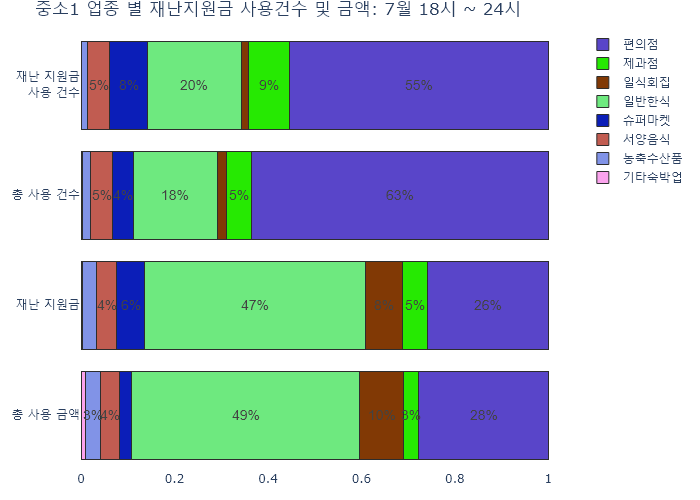 중소1 업종 별 재난지원금 사용건수 및 금액: 7월 18시 ~ 24시
재난 지원금
사용 건수
5%
8%
20%
9%
55%
총 사용 건수
5%
4%
18%
5%
63%
재난 지원금
4%
6%
47%
8%
5%
26%
총 사용 금액
3%
4%
49%
10%
3%
28%
0
0.2
0.4
0.6
0.8
1
편의점
제과점
일식회집
일반한식
슈퍼마켓
서양음식
농축수산품
기타숙박업